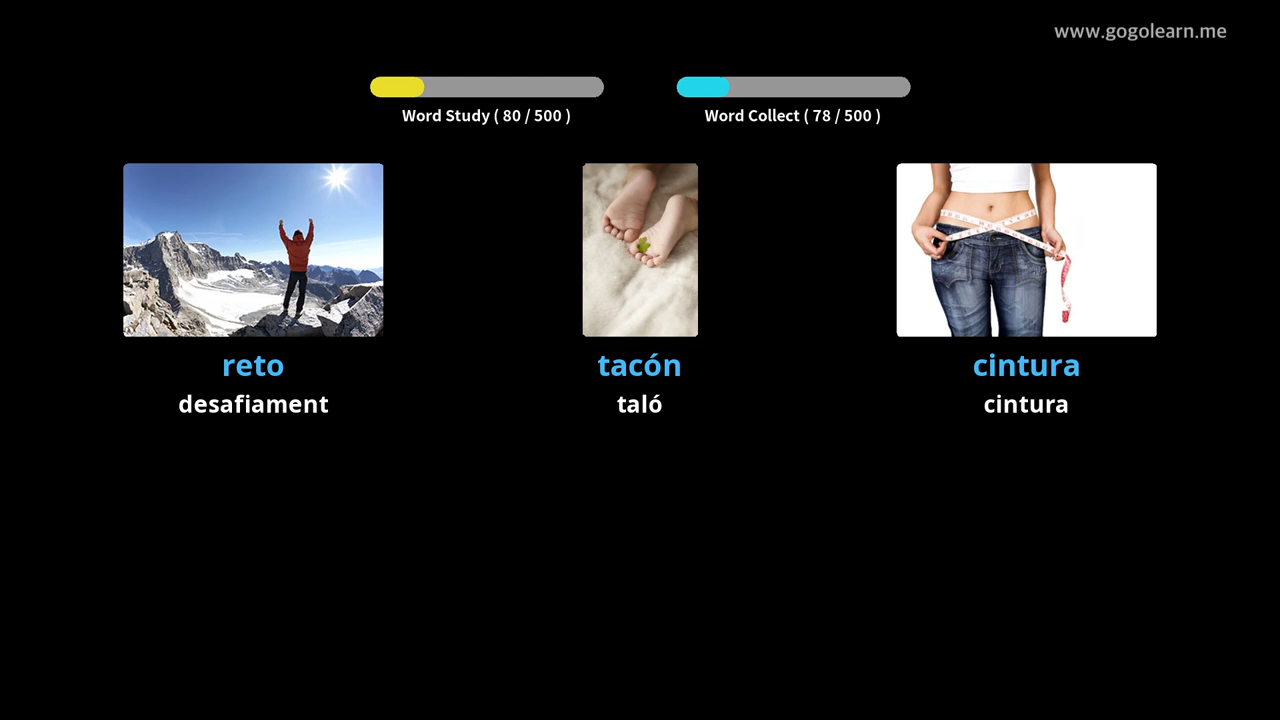 www.gogolearn.me
Word Study ( 80 / 500 )
Word Collect ( 78 / 500 )
reto
desafiament
tacón
taló
cintura
cintura